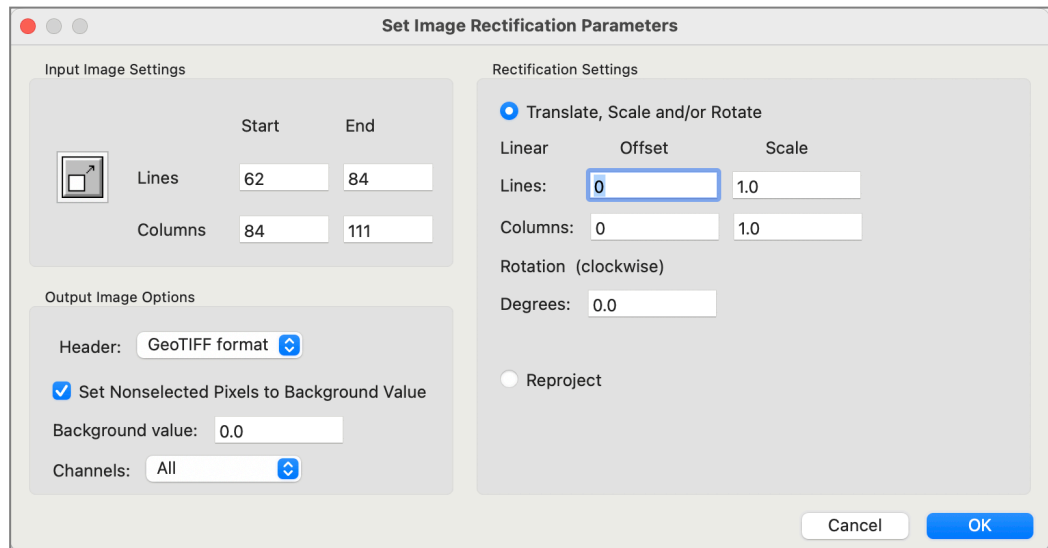 Set Image Rectification Parameters
Input Image Settings
Start End
Lines 62 84
Columns 84 111
Output Image Options
Header: GeoTIFF format
Set Nonselected Pixels to Background Value
Background value: 0.0
Channels: All
Rectification Settings
Translate, Scale and/or Rotate
Linear Offset Scale
Lines: 0 1.0
Columns: 0 1.0
Rotation (clockwise)
Degrees: 0.0
Reproject
Cancel OK